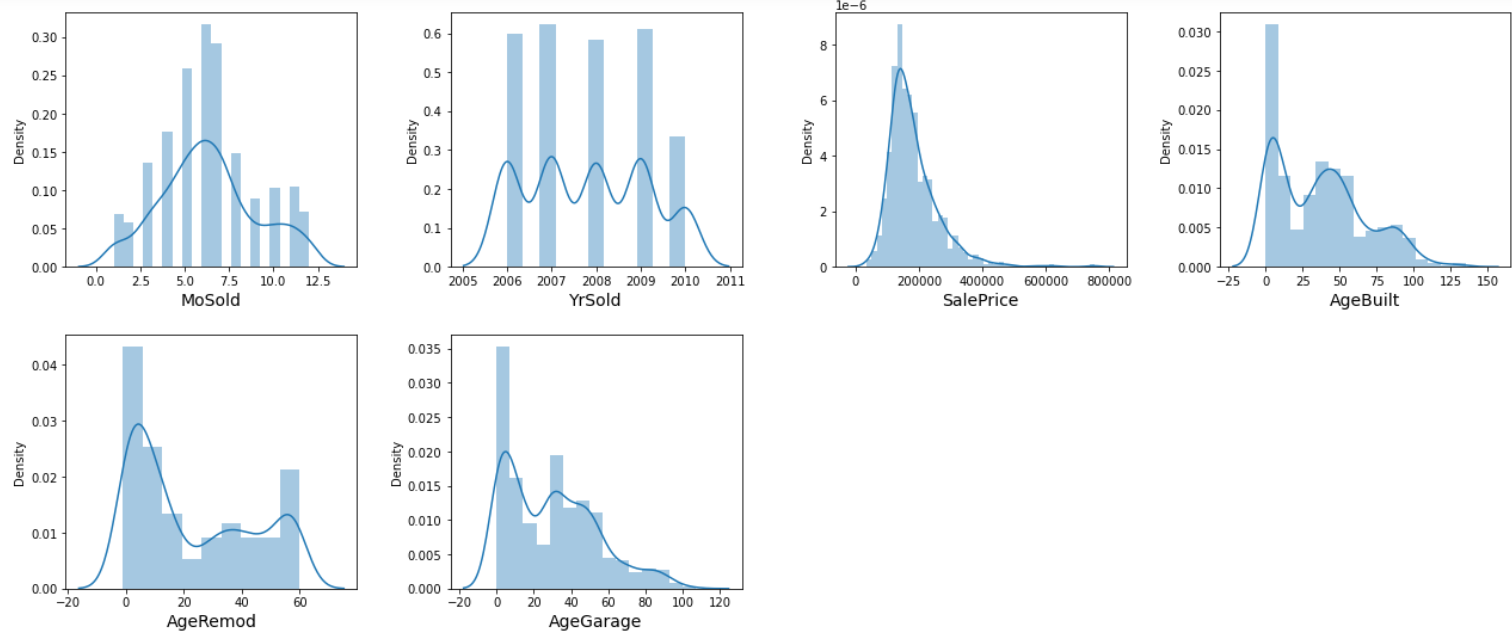 1e−6
0.30
0.25
0.20
0.15
0.10
0.05
0.00
Density
0.0 2.5 5.0 7.5 10.0 12.5
MoSold
0.6
0.5
0.4
0.3
0.2
0.1
0.0
Density
2005 2006 2007 2008 2009 2010 2011
YrSold
8
6
4
2
0
Density
0 200000 400000 600000 800000
SalePrice
0.030
0.025
0.020
0.015
0.010
0.005
0.000
Density
−25 0 25 50 75 100 125 150
AgeBuilt
0.04
0.03
0.02
0.01
0.00
Density
−20 0 20 40 60
AgeRemod
0.035
0.030
0.025
0.020
0.015
0.010
0.005
0.000
Density
−20 0 20 40 60 80 100 120
AgeGarage